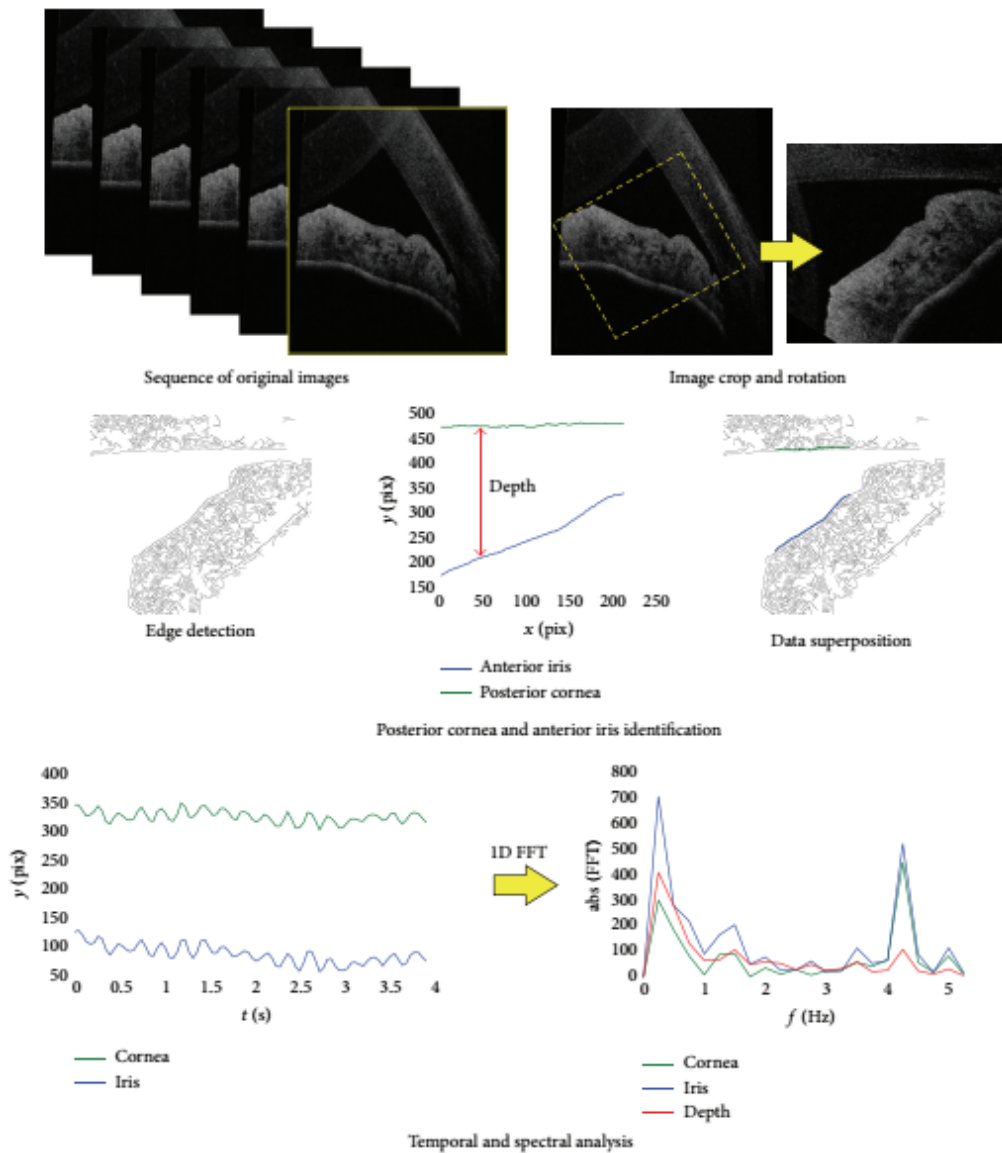 Sequence of original images
Image crop and rotation
Edge detection
500
450
400
350
300
250
200
150
y (pix)
Depth
0
50
100
150
200
250
x (pix)
Anterior iris
Posterior cornea
Data superposition
Posterior cornea and anterior iris identification
400
350
300
250
200
150
100
50
y (pix)
0
0.5
1
1.5
2
2.5
3
3.5
4
t (s)
Cornea
Iris
1D FFT
800
700
600
500
400
300
200
100
0
abs (FFT)
0
1
2
3
4
5
f (Hz)
Cornea
Iris
Depth
Temporal and spectral analysis